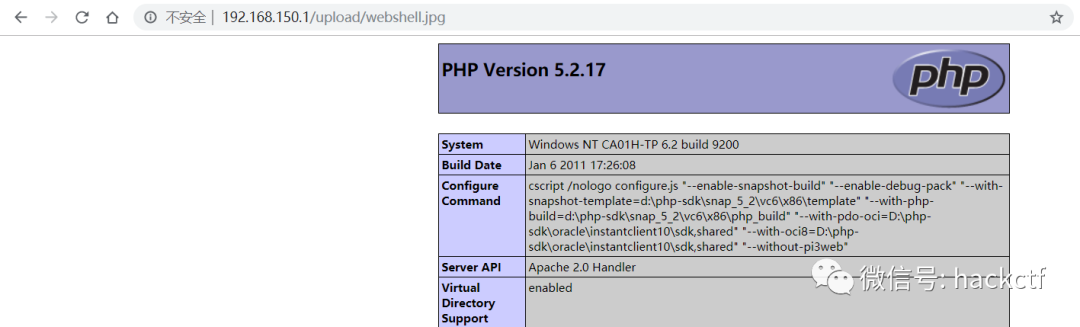 不安全 | 192.168.150.1/upload/webshell.jpg
PHP Version 5.2.17
php
System Windows NT CA01H-TP 6.2 build 9200
Build Date Jan 6 2011 17:26:08
Configure Command cscript /nologo configure.js "--enable-snapshot-build" "--enable-debug-pack" "--with-
snapshot-template=d:\php-sdk\snap_5_2\vc6\x86\template" "--with-php-
build=d:\php-sdk\snap_5_2\vc6\x86\php_build" "--with-pdo-oci=D:\php-
sdk\oracle\instantclient10\sdk,shared" "--with-oci8=D:\php-
sdk\oracle\instantclient10\sdk,shared" "--without-pi3web"
Server API Apache 2.0 Handler
Virtual Directory Support enabled
微信号: hackctf